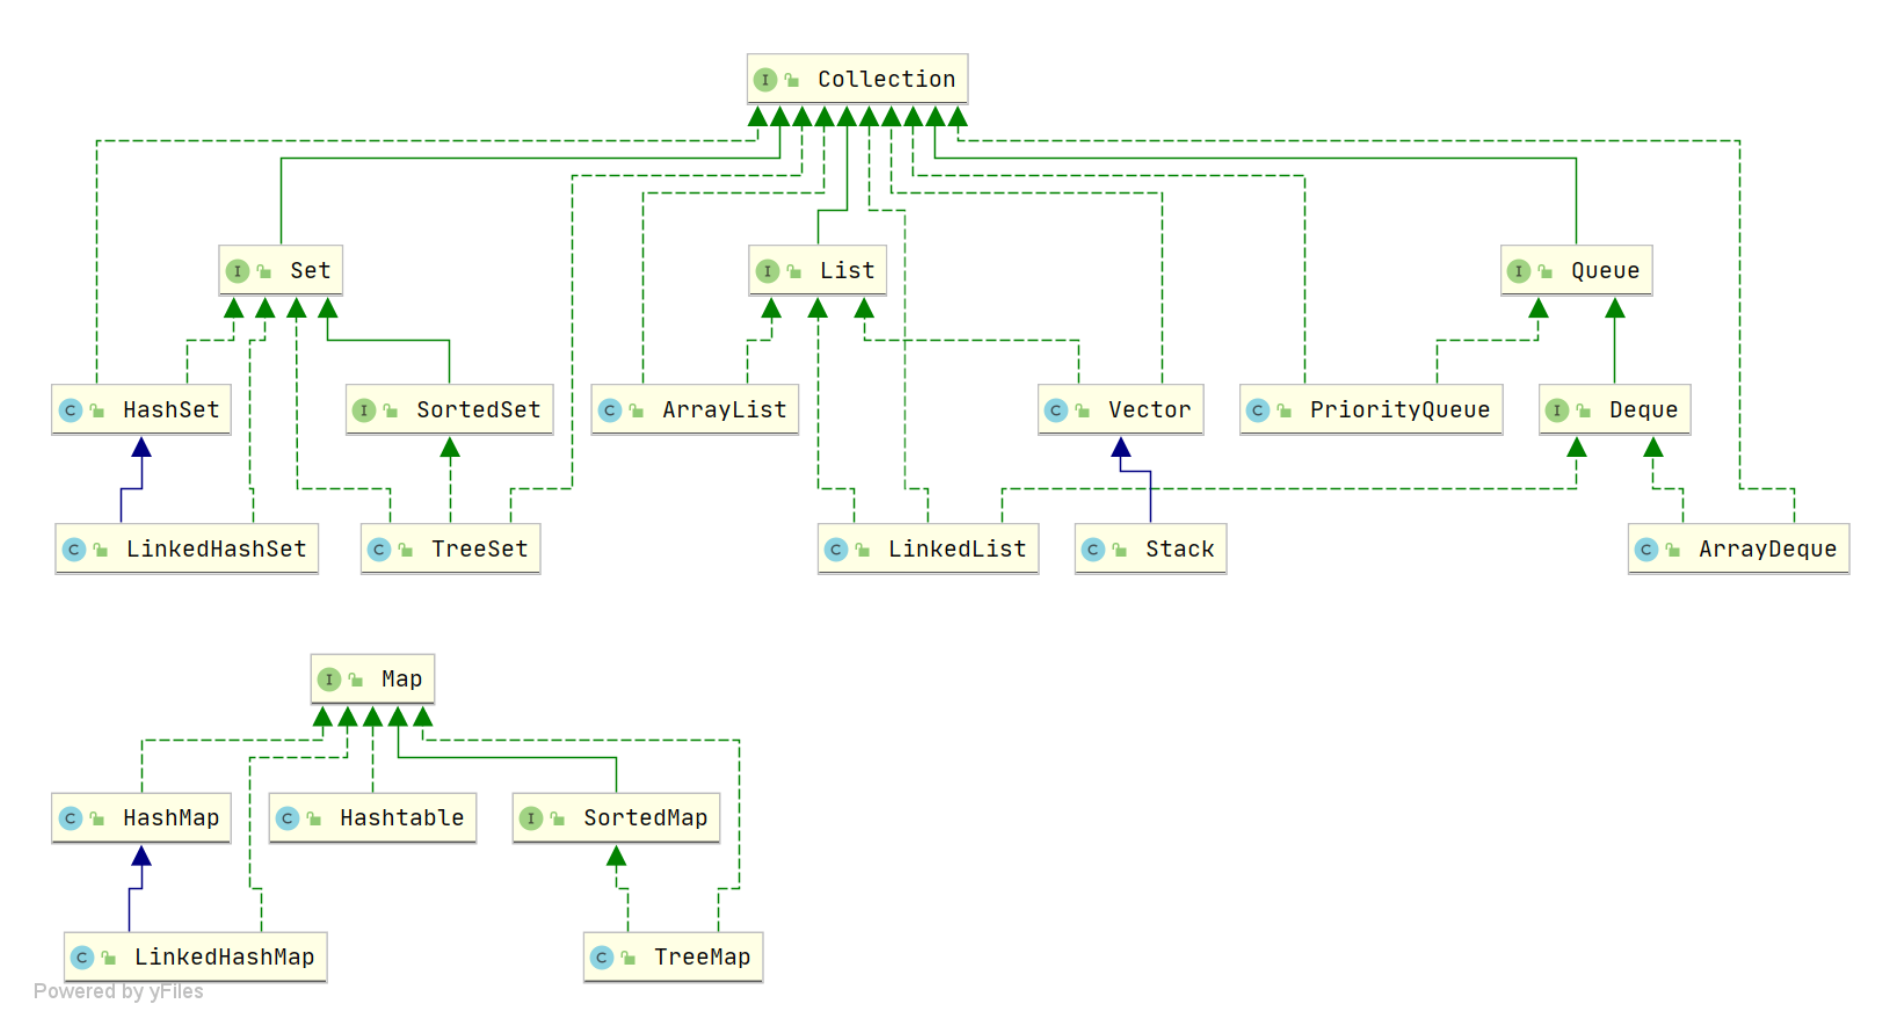 I Collection
I Set
I List
I Queue
C HashSet
I SortedSet
C ArrayList
C Vector
C PriorityQueue
I Deque
C LinkedHashSet
C TreeSet
C LinkedList
C Stack
C ArrayDeque
I Map
C HashMap
C Hashtable
I SortedMap
C LinkedHashMap
C TreeMap
Powered by yFiles